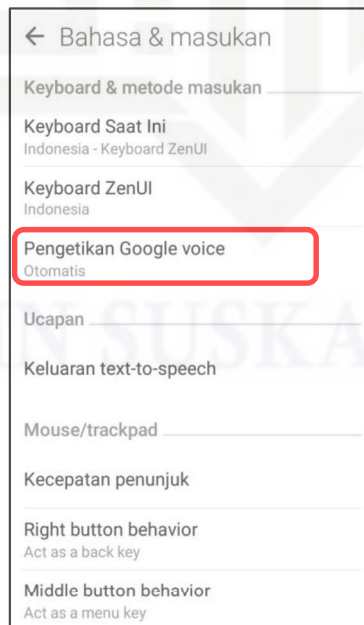 Bahasa & masukan
Keyboard & metode masukan
Keyboard Saat Ini
Indonesia - Keyboard ZenUI
Keyboard ZenUI
Indonesia
Pengetikan Google voice
Otomatis
Ucapan
IN SUSKA
Keluaran text-to-speech
Mouse/trackpad
Kecepatan penunjuk
Right button behavior
Act as a back key
Middle button behavior
Act as a menu key